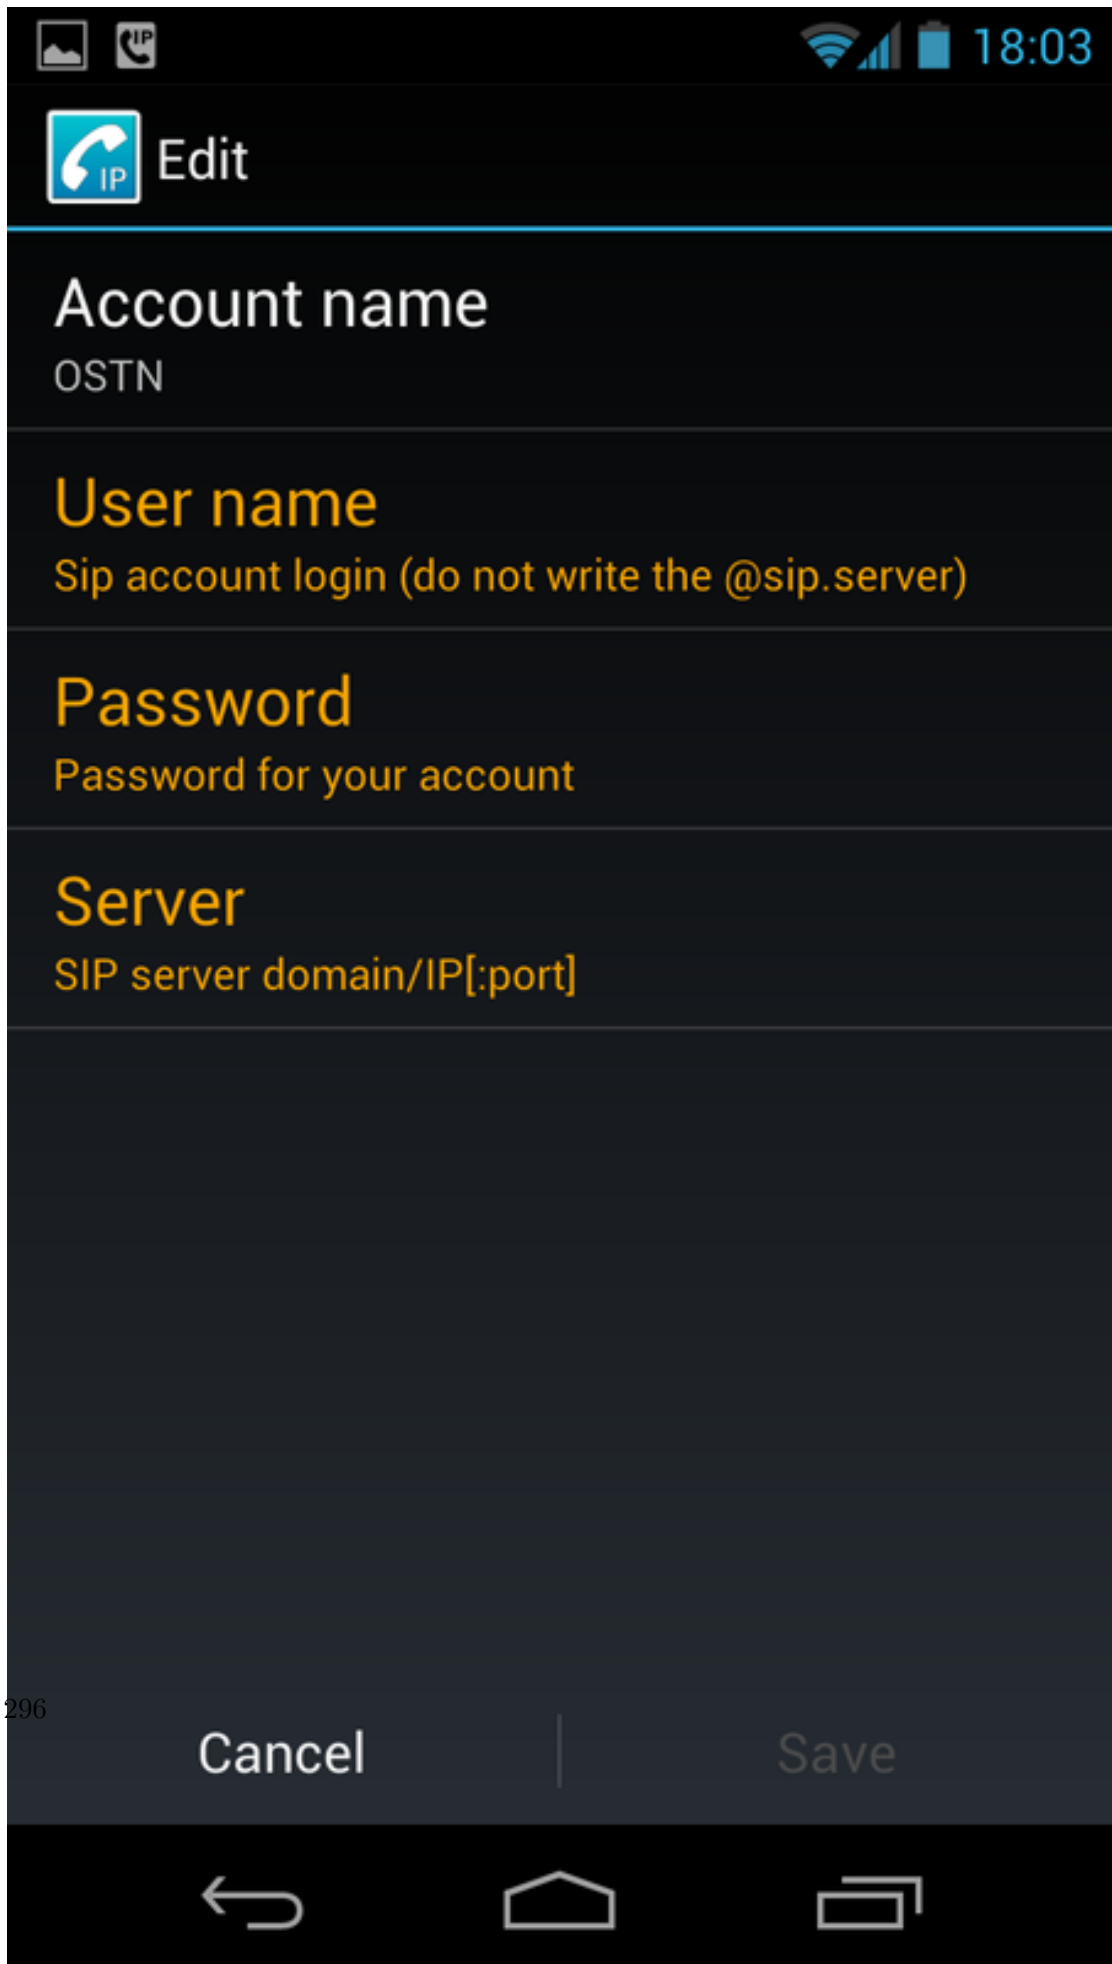 IP
18:03
IP
Edit
Account name
OSTN
User name
Sip account login (do not write the @sip.server)
Password
Password for your account
Server
SIP server domain/IP[:port]
296
Cancel
Save